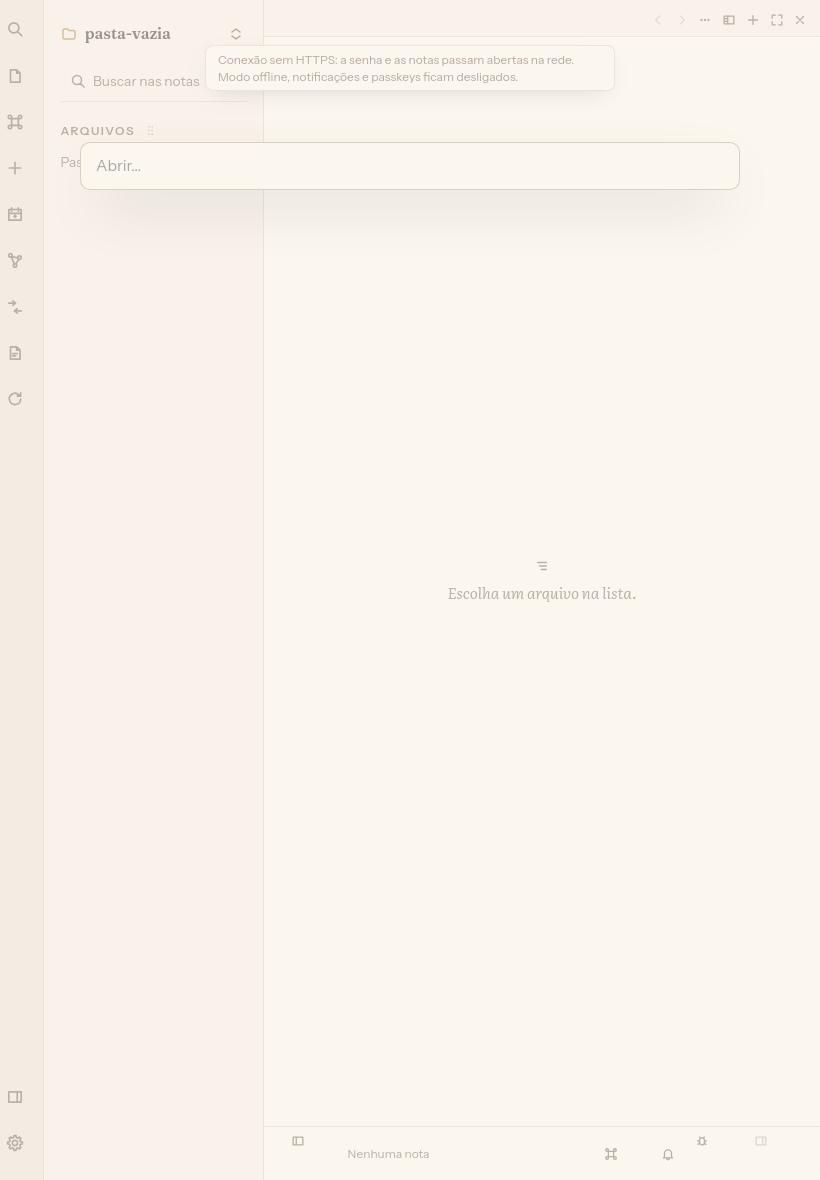 pasta-vazia
Conexão sem HTTPS: a senha e as notas passam abertas na rede.
Modo offline, notificações e passkeys ficam desligados.
Buscar nas notas
ARQUIVOS
Abrir...
Escolha um arquivo na lista.
Nenhuma nota